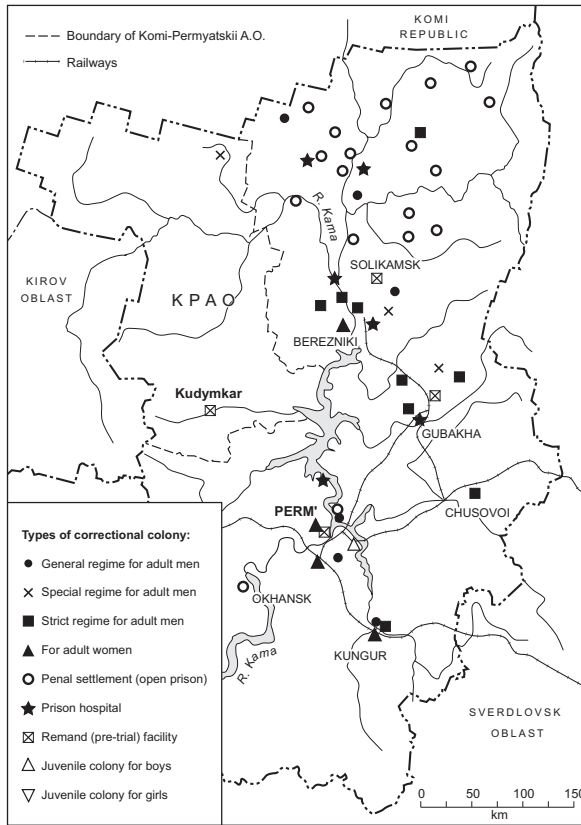 KOMI
REPUBLIC
Boundary of Komi-Permyatskii A.O.
Railways
R. Kama
KIROV
OBLAST
KPAO
SOLIKAMSK
BEREZNIKI
Kudymkar
GUBAKHA
CHUSOVOI
PERM'
OKHANSK
R. Kama
KUNGUR
SVERDLOVSK
OBLAST
Types of correctional colony:
General regime for adult men
Special regime for adult men
Strict regime for adult men
For adult women
Penal settlement (open prison)
Prison hospital
Remand (pre-trial) facility
Juvenile colony for boys
Juvenile colony for girls
0 50 100 150
km